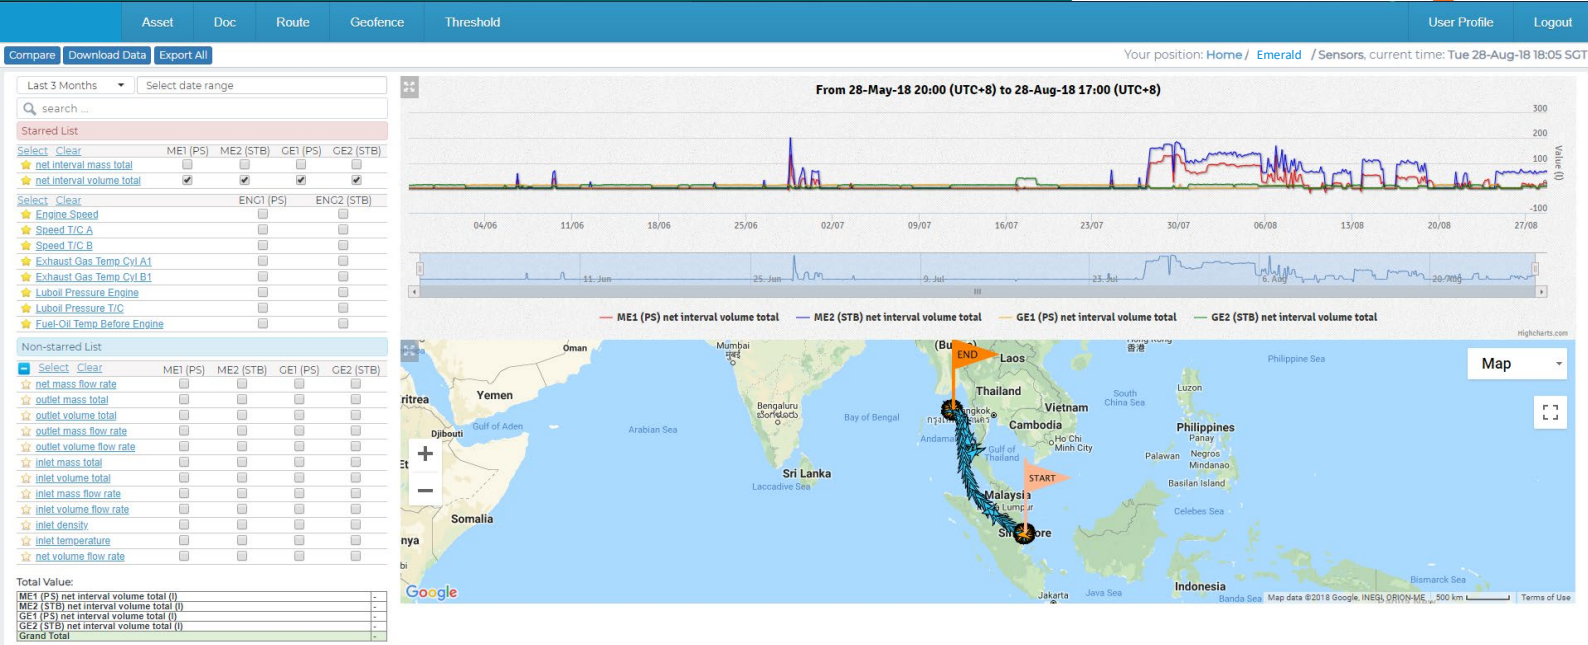 Asset Doc Route Geofence Threshold User Profile Logout
Compare Download Data Export All
Your position: Home / Emerald / Sensors, current time: Tue 28-Aug-18 18:05 SGT
Last 3 Months Select date range
search ...
Starred List
Select Clear ME1 (PS) ME2 (STB) GE1 (PS) GE2 (STB)
net interval mass total
net interval volume total
Select Clear ENG1 (PS) ENG2 (STB)
Engine Speed
Speed T/C A
Speed T/C B
Exhaust Gas Temp Cyl A1
Exhaust Gas Temp Cyl B1
Luboil Pressure Engine
Luboil Pressure T/C
Fuel-Oil Temp Before Engine
Non-starred List
Select Clear ME1 (PS) ME2 (STB) GE1 (PS) GE2 (STB)
net mass flow rate
outlet mass total
outlet volume total
outlet mass flow rate
outlet volume flow rate
inlet mass total
inlet volume total
inlet mass flow rate
inlet volume flow rate
inlet density
inlet temperature
net volume flow rate
Total Value:
ME1 (PS) net interval volume total (l) -
ME2 (STB) net interval volume total (l) -
GE1 (PS) net interval volume total (l) -
GE2 (STB) net interval volume total (l) -
Grand Total -
From 28-May-18 20:00 (UTC+8) to 28-Aug-18 17:00 (UTC+8)
300
200
100
0
-100
Value (l)
04/06 11/06 18/06 25/06 02/07 09/07 16/07 23/07 30/07 06/08 13/08 20/08 27/08
11. Jun 25. Jun 9. Jul 23. Jul 6. Aug 20. Aug
ME1 (PS) net interval volume total ME2 (STB) net interval volume total GE1 (PS) net interval volume total GE2 (STB) net interval volume total
Highcharts.com
Oman
Mumbai
मुंबई
END
Laos
香港
Philippine Sea
Map
Yemen
Thailand
Luzon
South
China Sea
Bengaluru
ಬೆಂಗಳೂರು
Vietnam
Gulf of Aden
Arabian Sea
Bay of Bengal
Cambodia
Philippines
Djibouti
Ho Chi
Minh City
Panay
Gulf of
Thailand
Palawan Negros
Mindanao
Sri Lanka
START
Basilan Island
Laccadive Sea
Malaysia
Lumpur
Celebes Sea
Somalia
Indonesia
Bismarck Sea
Jakarta
Java Sea
Banda Sea
Google
Map data ©2018 Google, INEGI, ORION-ME 500 km Terms of Use